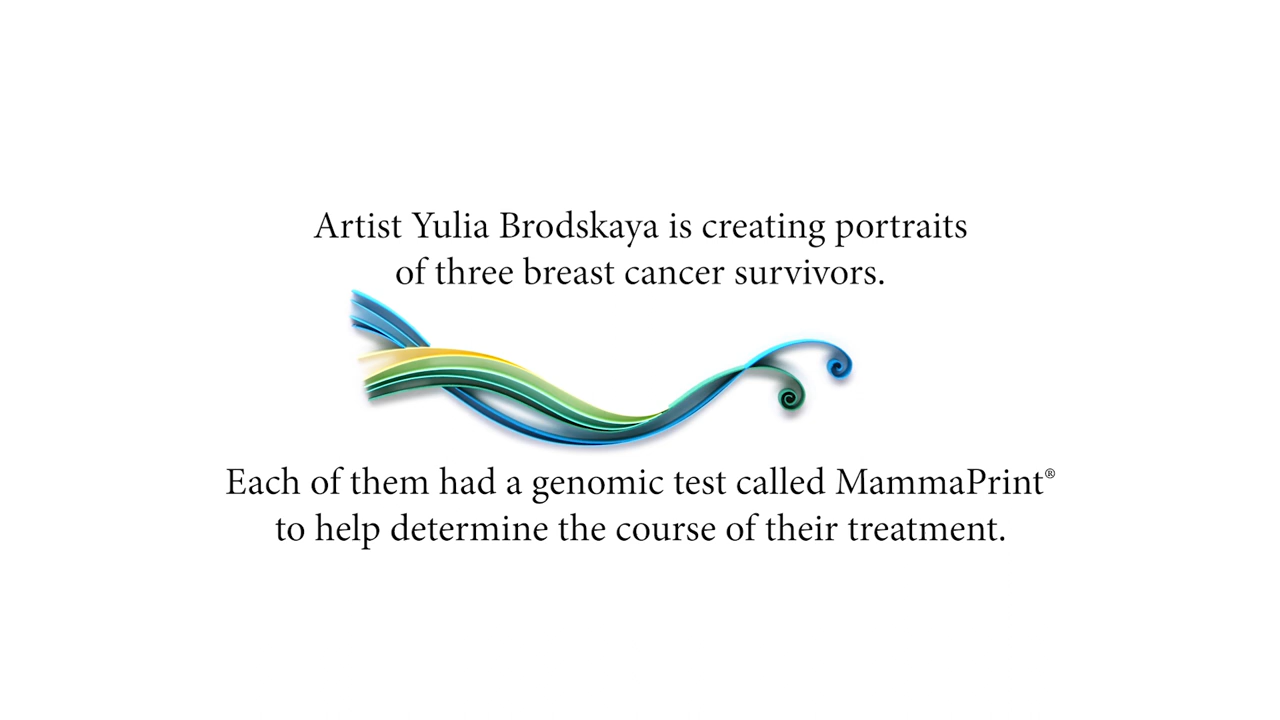 Artist Yulia Brodskaya is creating portraits
of three breast cancer survivors.
Each of them had a genomic test called MammaPrint®
to help determine the course of their treatment.